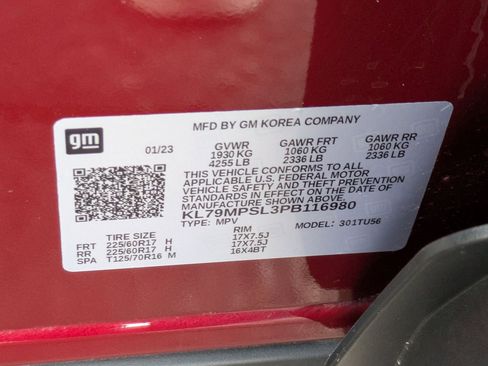 gm
MFD BY GM KOREA COMPANY
01/23 GVWR GAWR FRT GAWR RR
1930 KG 1060 KG 1060 KG
4255 LB 2336 LB 2336 LB
THIS VEHICLE CONFORMS TO ALL
APPLICABLE U.S. FEDERAL MOTOR
VEHICLE SAFETY AND THEFT PREVENTION
STANDARDS IN EFFECT ON THE DATE OF
MANUFACTURE SHOWN ABOVE.
KL79MPSL3PB116980
TYPE: MPV MODEL: 301TU56
TIRE SIZE RIM
FRT 225/60R17 H 17X7.5J
RR 225/60R17 H 17X7.5J
SPA T125/70R16 M 16X4BT